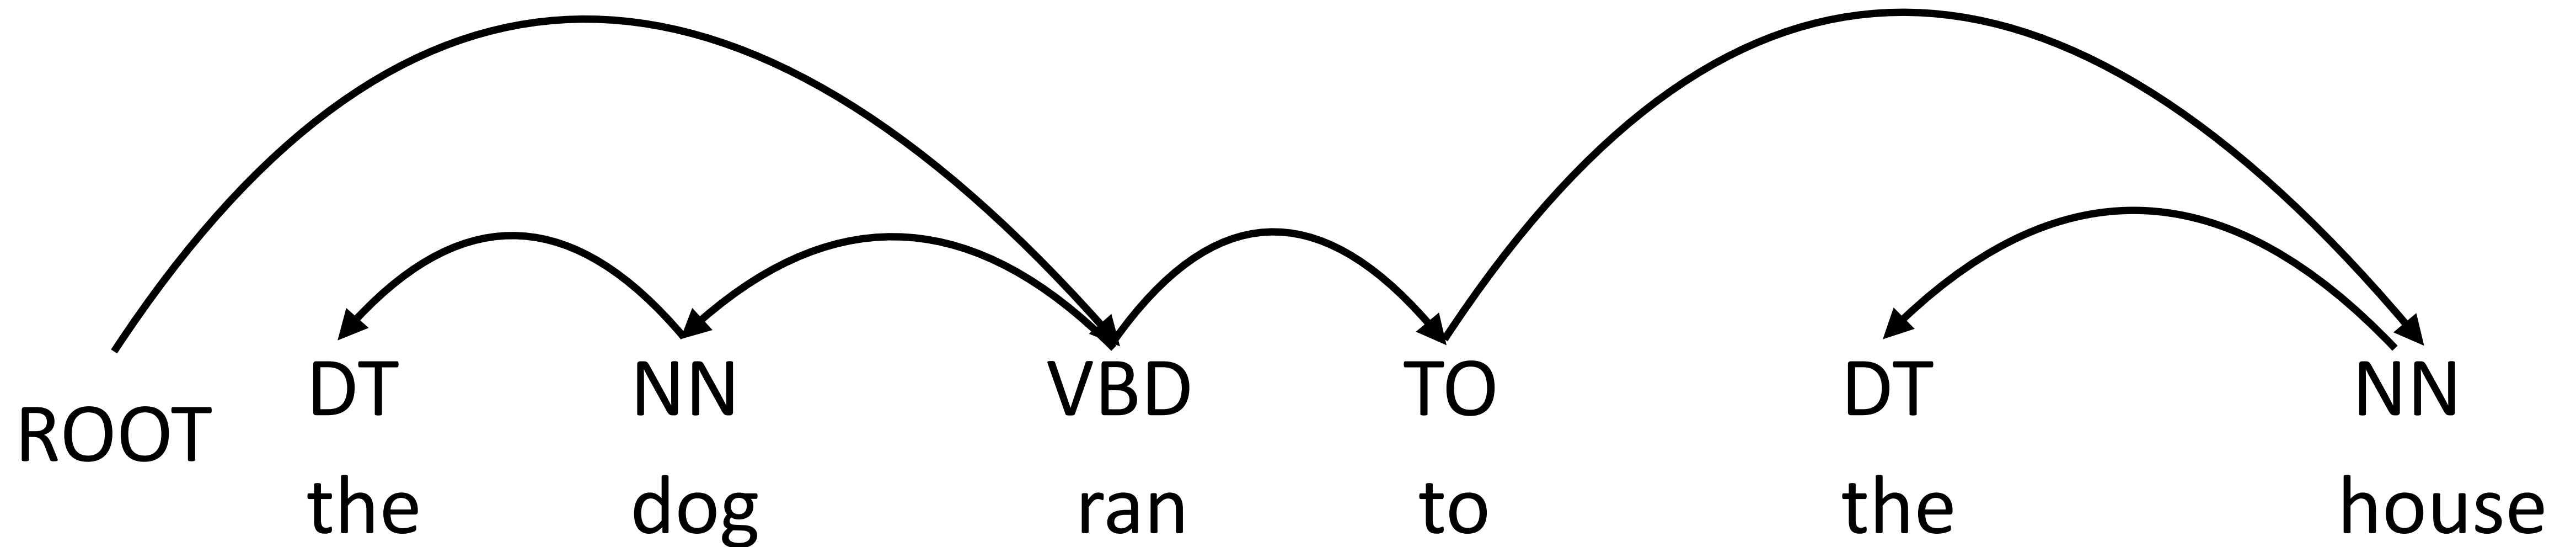 ROOT DT NN VBD TO DT NN
the dog ran to the house